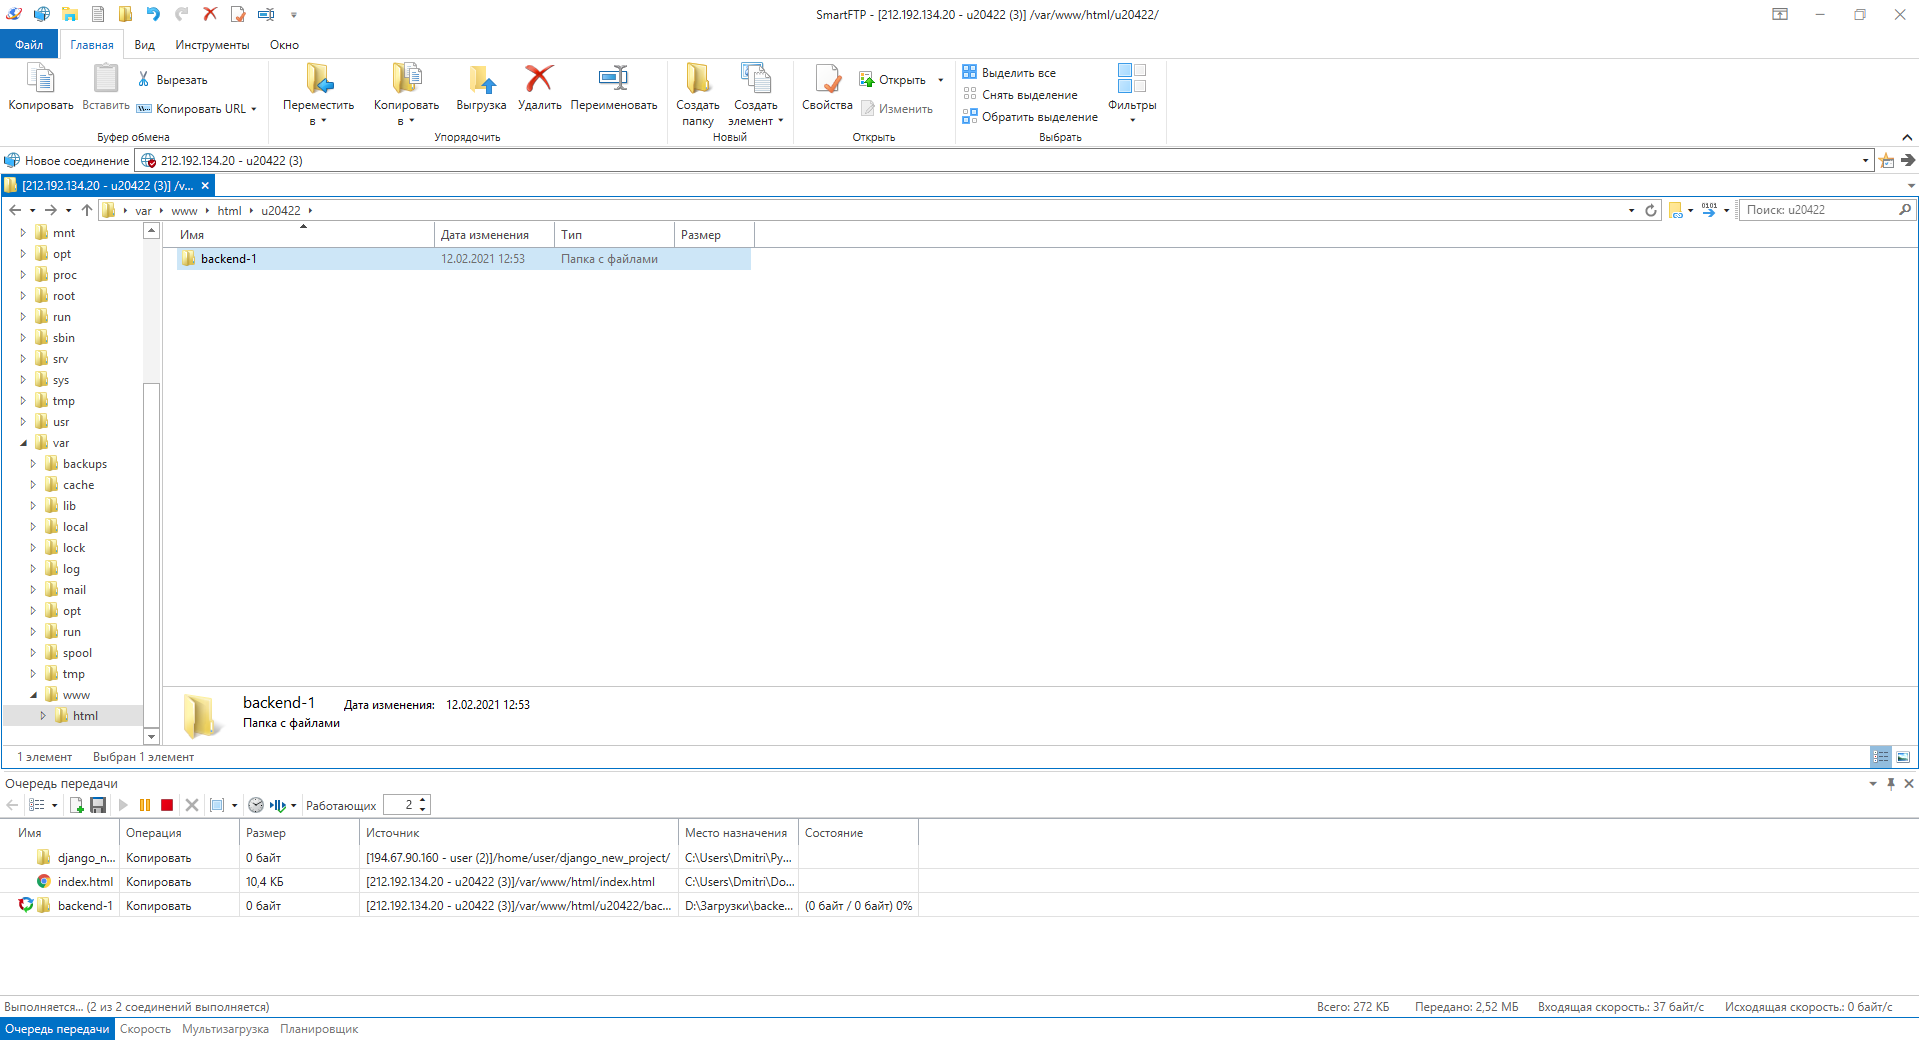 SmartFTP - [212.192.134.20 - u20422 (3)] /var/www/html/u20422/
Файл Главная Вид Инструменты Окно
Копировать Вставить Вырезать Копировать URL
Буфер обмена
Переместить в Копировать в Выгрузка Удалить Переименовать
Упорядочить
Создать папку Создать элемент
Новый
Свойства Открыть Изменить
Открыть
Выделить все
Снять выделение
Обратить выделение
Фильтры
Выбрать
Новое соединение 212.192.134.20 - u20422 (3)
[212.192.134.20 - u20422 (3)] /v...
var www html u20422 0101 Поиск: u20422
mnt
opt
proc
root
run
sbin
srv
sys
tmp
usr
var
backups
cache
lib
local
lock
log
mail
opt
run
spool
tmp
www
html
Имя Дата изменения Тип Размер
backend-1 12.02.2021 12:53 Папка с файлами
backend-1 Дата изменения: 12.02.2021 12:53
Папка с файлами
1 элемент Выбран 1 элемент
Очередь передачи
Работающих 2
Имя Операция Размер Источник Место назначения Состояние
django_n... Копировать 0 байт [194.67.90.160 - user (2)]/home/user/django_new_project/ C:\Users\Dmitri\Py...
index.html Копировать 10,4 КБ [212.192.134.20 - u20422 (3)]/var/www/html/index.html C:\Users\Dmitri\Do...
backend-1 Копировать 0 байт [212.192.134.20 - u20422 (3)]/var/www/html/u20422/bac... D:\Загрузки\backe... (0 байт / 0 байт) 0%
Выполняется... (2 из 2 соединений выполняется) Всего: 272 КБ Передано: 2,52 МБ Входящая скорость.: 37 байт/с Исходящая скорость.: 0 байт/с
Очередь передачи Скорость Мультизагрузка Планировщик